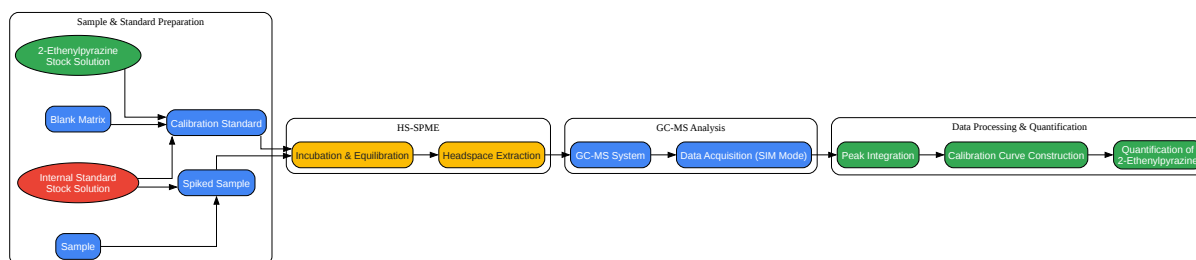 Sample & Standard Preparation
2-Ethenylpyrazine
Stock Solution
Blank Matrix
Calibration Standard
Internal Standard
Stock Solution
Spiked Sample
Sample
HS-SPME
Incubation & Equilibration
Headspace Extraction
GC-MS Analysis
GC-MS System
Data Acquisition (SIM Mode)
Data Processing & Quantification
Peak Integration
Calibration Curve Construction
Quantification of
2-Ethenylpyrazine